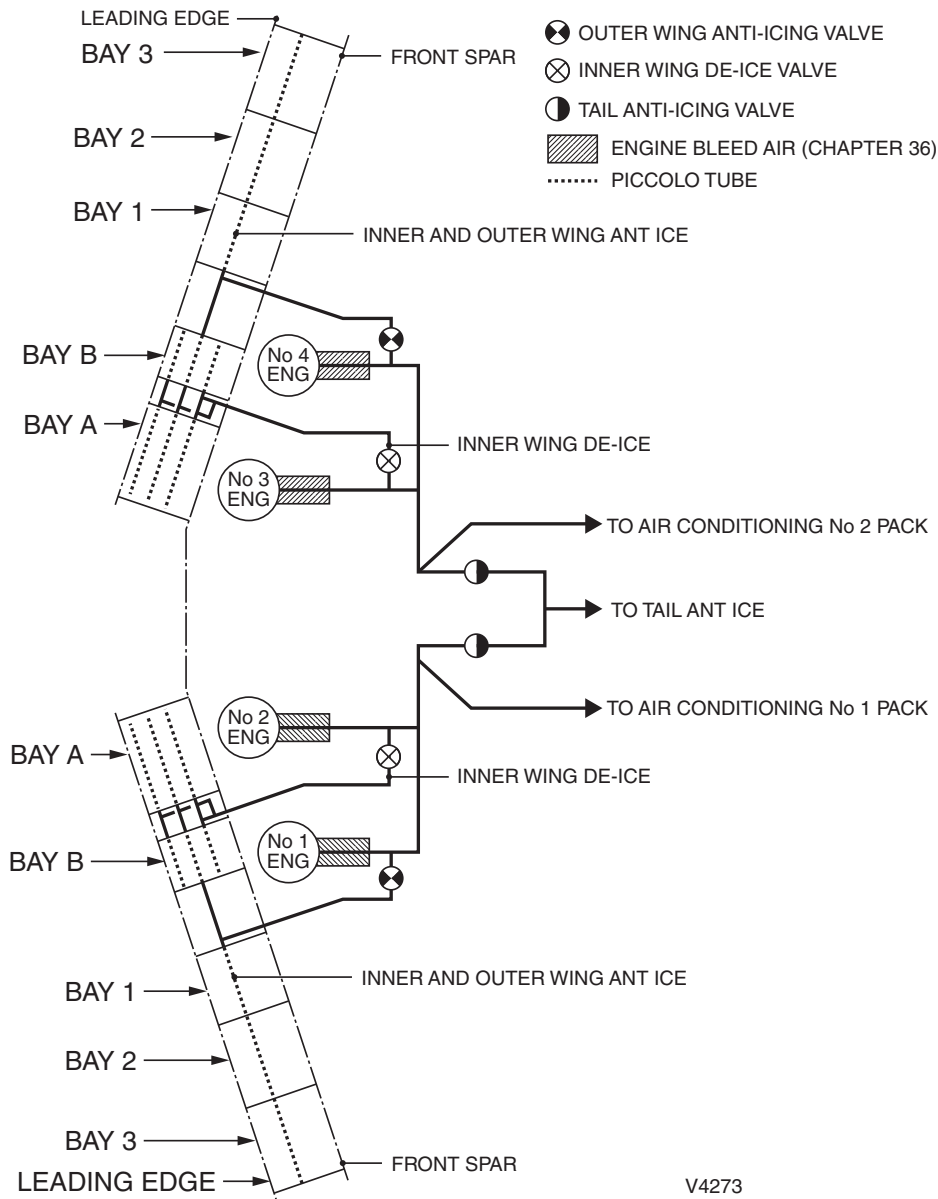 LEADING EDGE
BAY 3
FRONT SPAR
BAY 2
BAY 1
INNER AND OUTER WING ANT ICE
OUTER WING ANTI-ICING VALVE
INNER WING DE-ICE VALVE
TAIL ANTI-ICING VALVE
ENGINE BLEED AIR (CHAPTER 36)
PICCOLO TUBE
BAY B
No 4
ENG
BAY A
INNER WING DE-ICE
No 3
ENG
TO AIR CONDITIONING No 2 PACK
TO TAIL ANT ICE
TO AIR CONDITIONING No 1 PACK
No 2
ENG
BAY A
INNER WING DE-ICE
No 1
ENG
BAY B
INNER AND OUTER WING ANT ICE
BAY 1
BAY 2
BAY 3
FRONT SPAR
LEADING EDGE
V4273